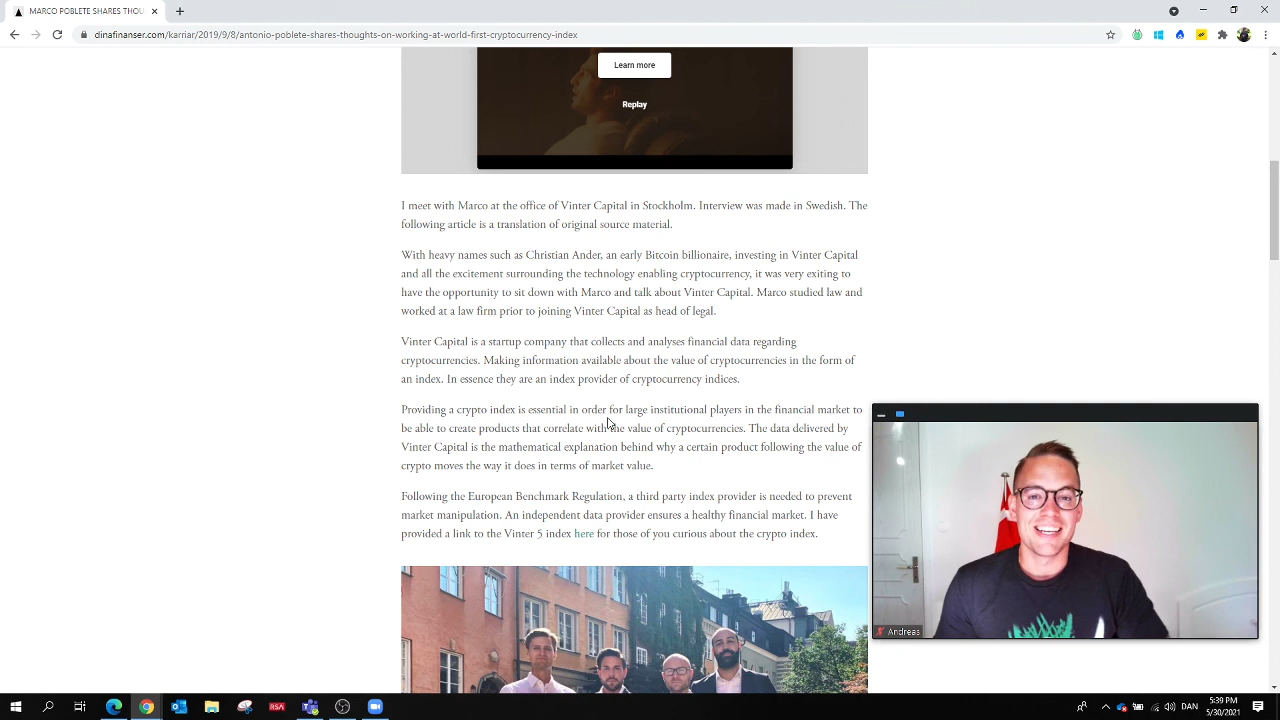 MARCO POBLETE SHARES THOU
dinafinanser.com/karriar/2019/9/8/antonio-poblete-shares-thoughts-on-working-at-world-first-cryptocurrency-index
Learn more
Replay
I meet with Marco at the office of Vinter Capital in Stockholm. Interview was made in Swedish. The
following article is a translation of original source material.
With heavy names such as Christian Ander, an early Bitcoin billionaire, investing in Vinter Capital
and all the excitement surrounding the technology enabling cryptocurrency, it was very exiting to
have the opportunity to sit down with Marco and talk about Vinter Capital. Marco studied law and
worked at a law firm prior to joining Vinter Capital as head of legal.
Vinter Capital is a startup company that collects and analyses financial data regarding
cryptocurrencies. Making information available about the value of cryptocurrencies in the form of
an index. In essence they are an index provider of cryptocurrency indices.
Providing a crypto index is essential in order for large institutional players in the financial market to
be able to create products that correlate with the value of cryptocurrencies. The data delivered by
Vinter Capital is the mathematical explanation behind why a certain product following the value of
crypto moves the way it does in terms of market value.
Following the European Benchmark Regulation, a third party index provider is needed to prevent
market manipulation. An independent data provider ensures a healthy financial market. I have
provided a link to the Vinter 5 index here for those of you curious about the crypto index.
Andreas
RSA
DAN
5:39 PM
5/30/2021